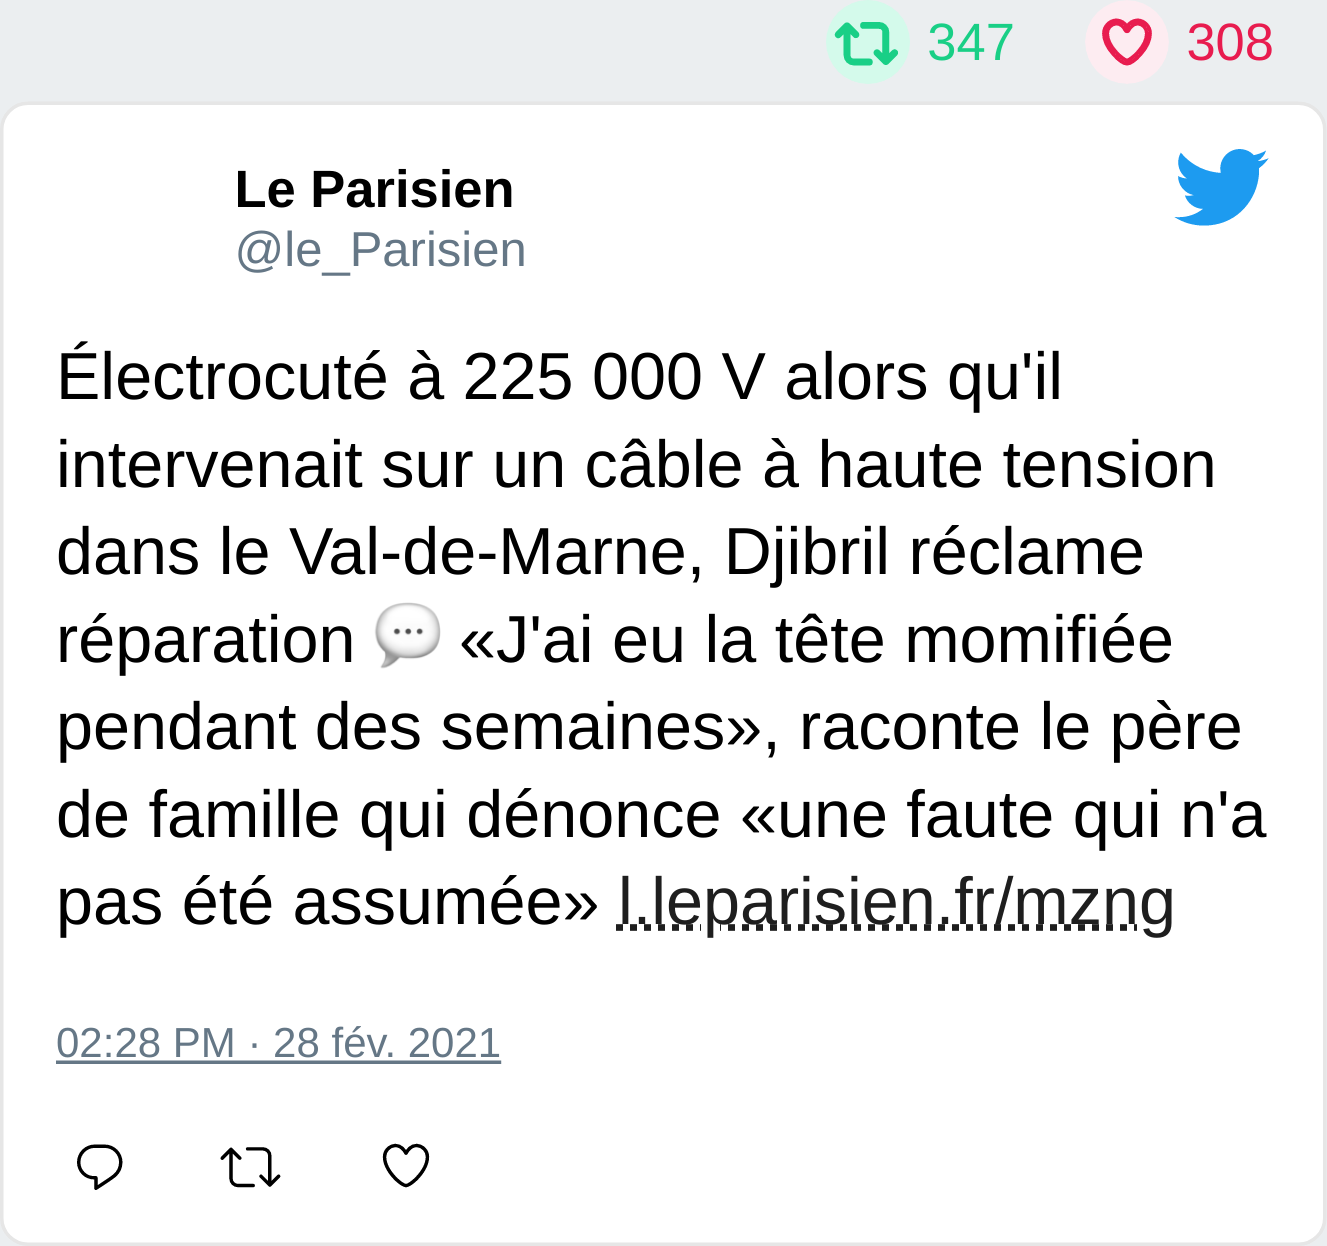 347 308
Le Parisien
@le_Parisien
Électrocuté à 225 000 V alors qu'il
intervenait sur un câble à haute tension
dans le Val-de-Marne, Djibril réclame
réparation 💬 «J'ai eu la tête momifiée
pendant des semaines», raconte le père
de famille qui dénonce «une faute qui n'a
pas été assumée» l.leparisien.fr/mzng
02:28 PM · 28 fév. 2021